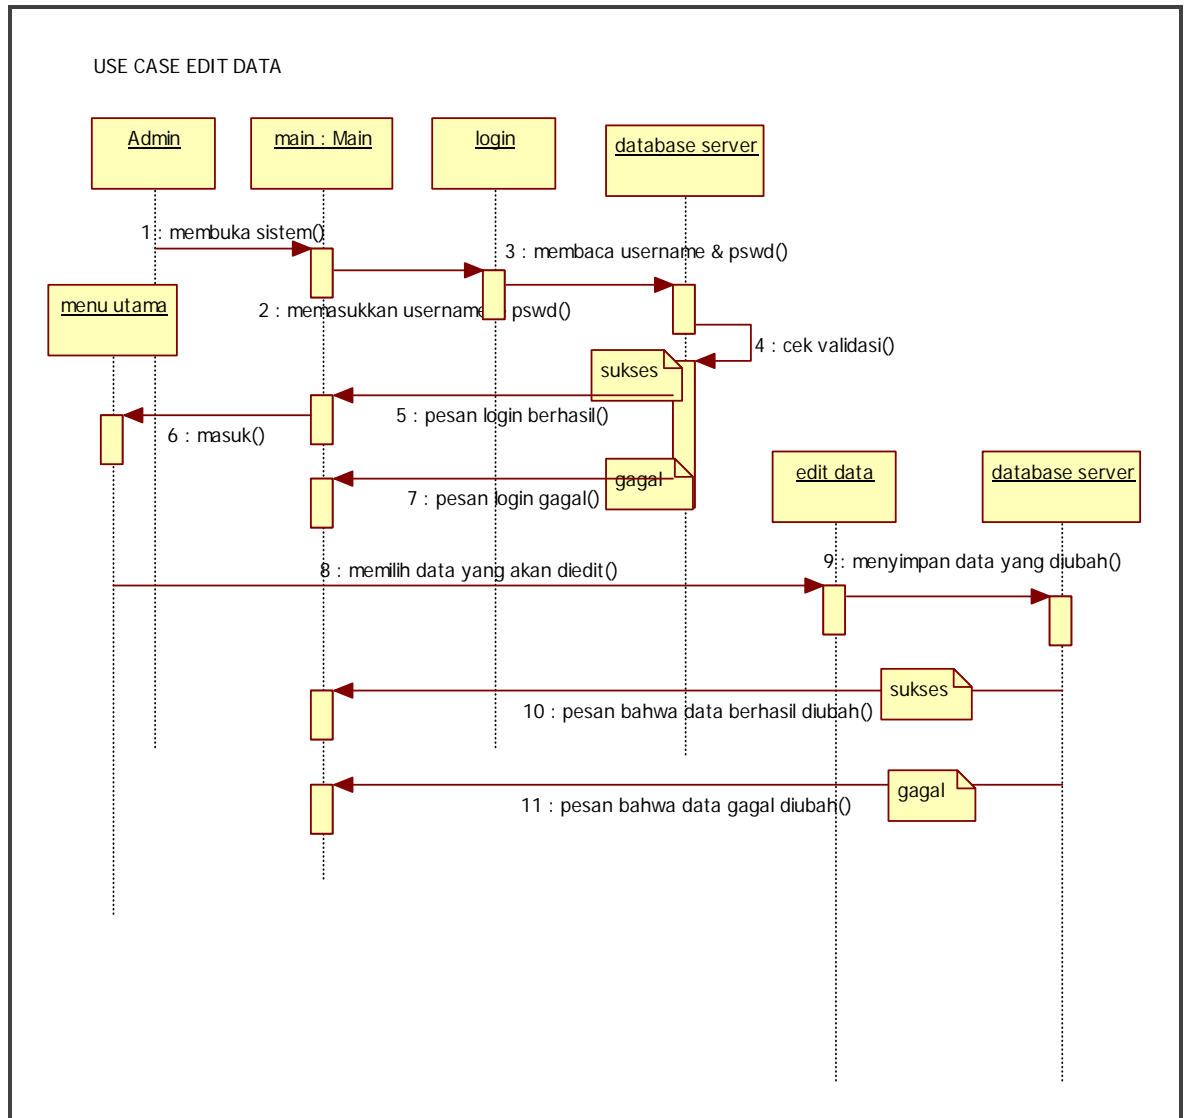 USE CASE EDIT DATA
Admin
main : Main
login
database server
1 : membuka sistem()
3 : membaca username & pswd()
menu utama
2 : memasukkan username & pswd()
4 : cek validasi()
sukses
5 : pesan login berhasil()
6 : masuk()
gagal
7 : pesan login gagal()
edit data
database server
8 : memilih data yang akan diedit()
9 : menyimpan data yang diubah()
sukses
10 : pesan bahwa data berhasil diubah()
gagal
11 : pesan bahwa data gagal diubah()